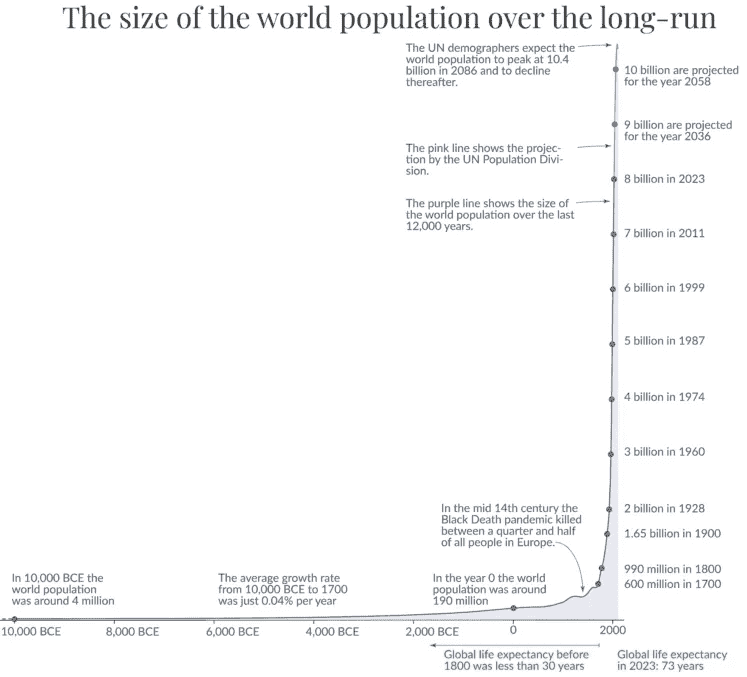 The size of the world population over the long-run
The UN demographers expect the
world population to peak at 10.4
billion in 2086 and to decline
thereafter.
10 billion are projected
for the year 2058
9 billion are projected
for the year 2036
The pink line shows the projec-
tion by the UN Population Divi-
sion.
8 billion in 2023
The purple line shows the size of
the world population over the last
12,000 years.
7 billion in 2011
6 billion in 1999
5 billion in 1987
4 billion in 1974
3 billion in 1960
2 billion in 1928
In the mid 14th century the
Black Death pandemic killed
between a quarter and half
of all people in Europe.
1.65 billion in 1900
990 million in 1800
600 million in 1700
In 10,000 BCE the
world population
was around 4 million
The average growth rate
from 10,000 BCE to 1700
was just 0.04% per year
In the year 0 the world
population was around
190 million
10,000 BCE
8,000 BCE
6,000 BCE
4,000 BCE
2,000 BCE
0
2000
Global life expectancy before
1800 was less than 30 years
Global life expectancy
in 2023: 73 years